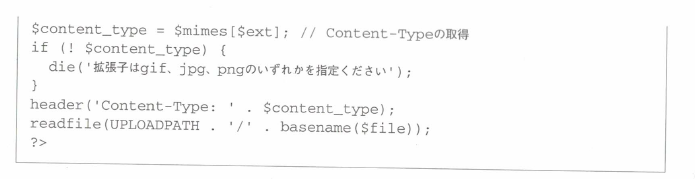 $content_type = $mimes[$ext]; // Content-Typeの取得
if (! $content_type) {
  die('拡張子はgif、jpg、pngのいずれかを指定ください');
}
header('Content-Type: ' . $content_type);
readfile(UPLOADPATH . '/' . basename($file));
?>